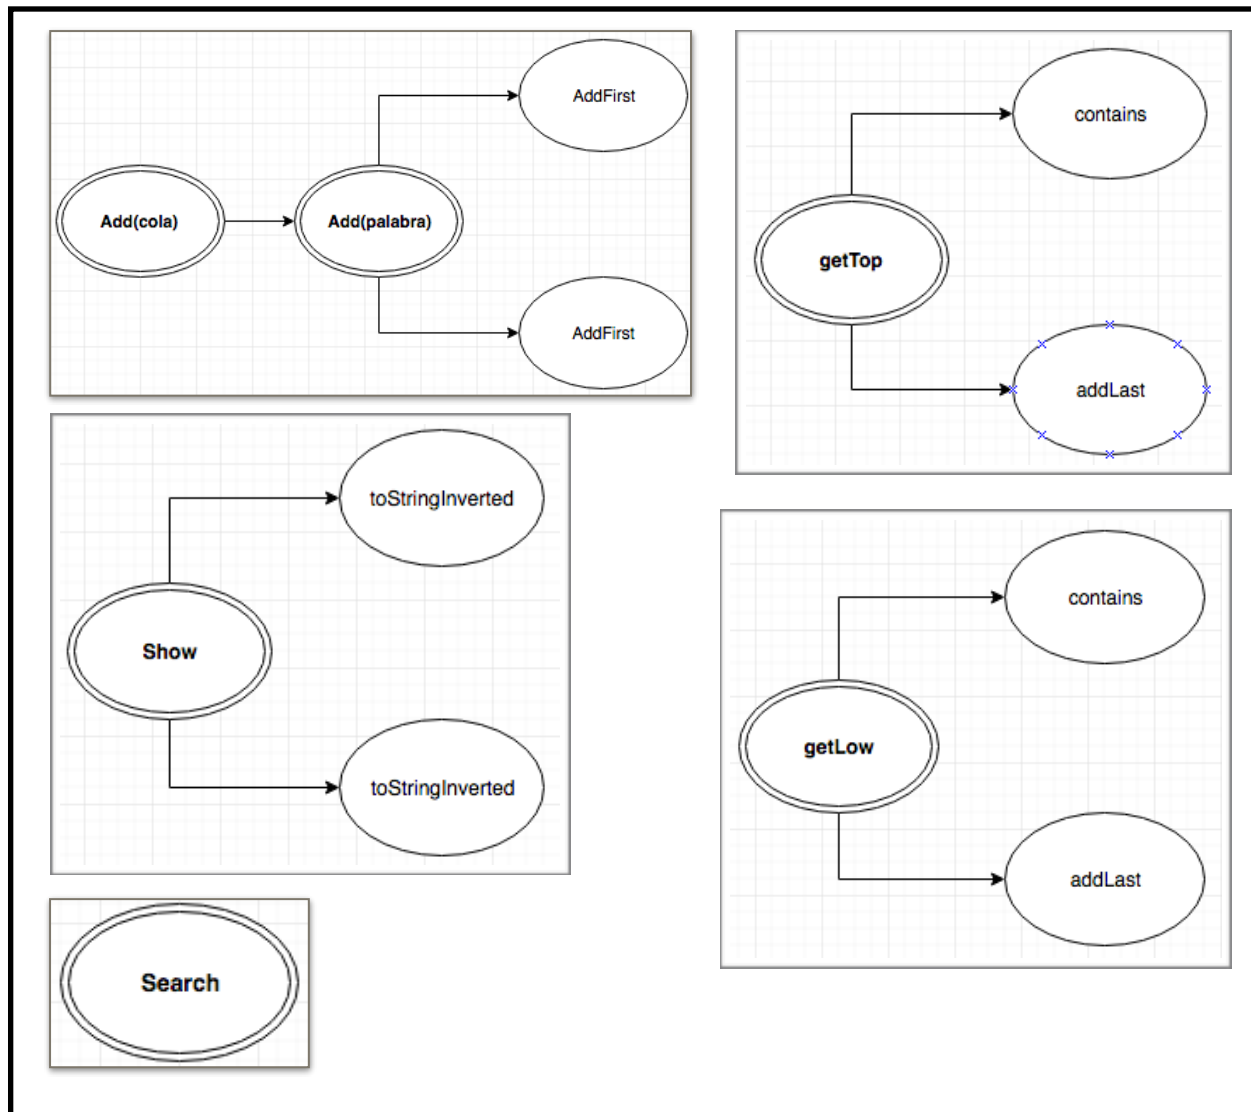 AddFirst
Add(cola)
Add(palabra)
AddFirst
contains
getTop
addLast
toStringInverted
Show
toStringInverted
contains
getLow
addLast
Search